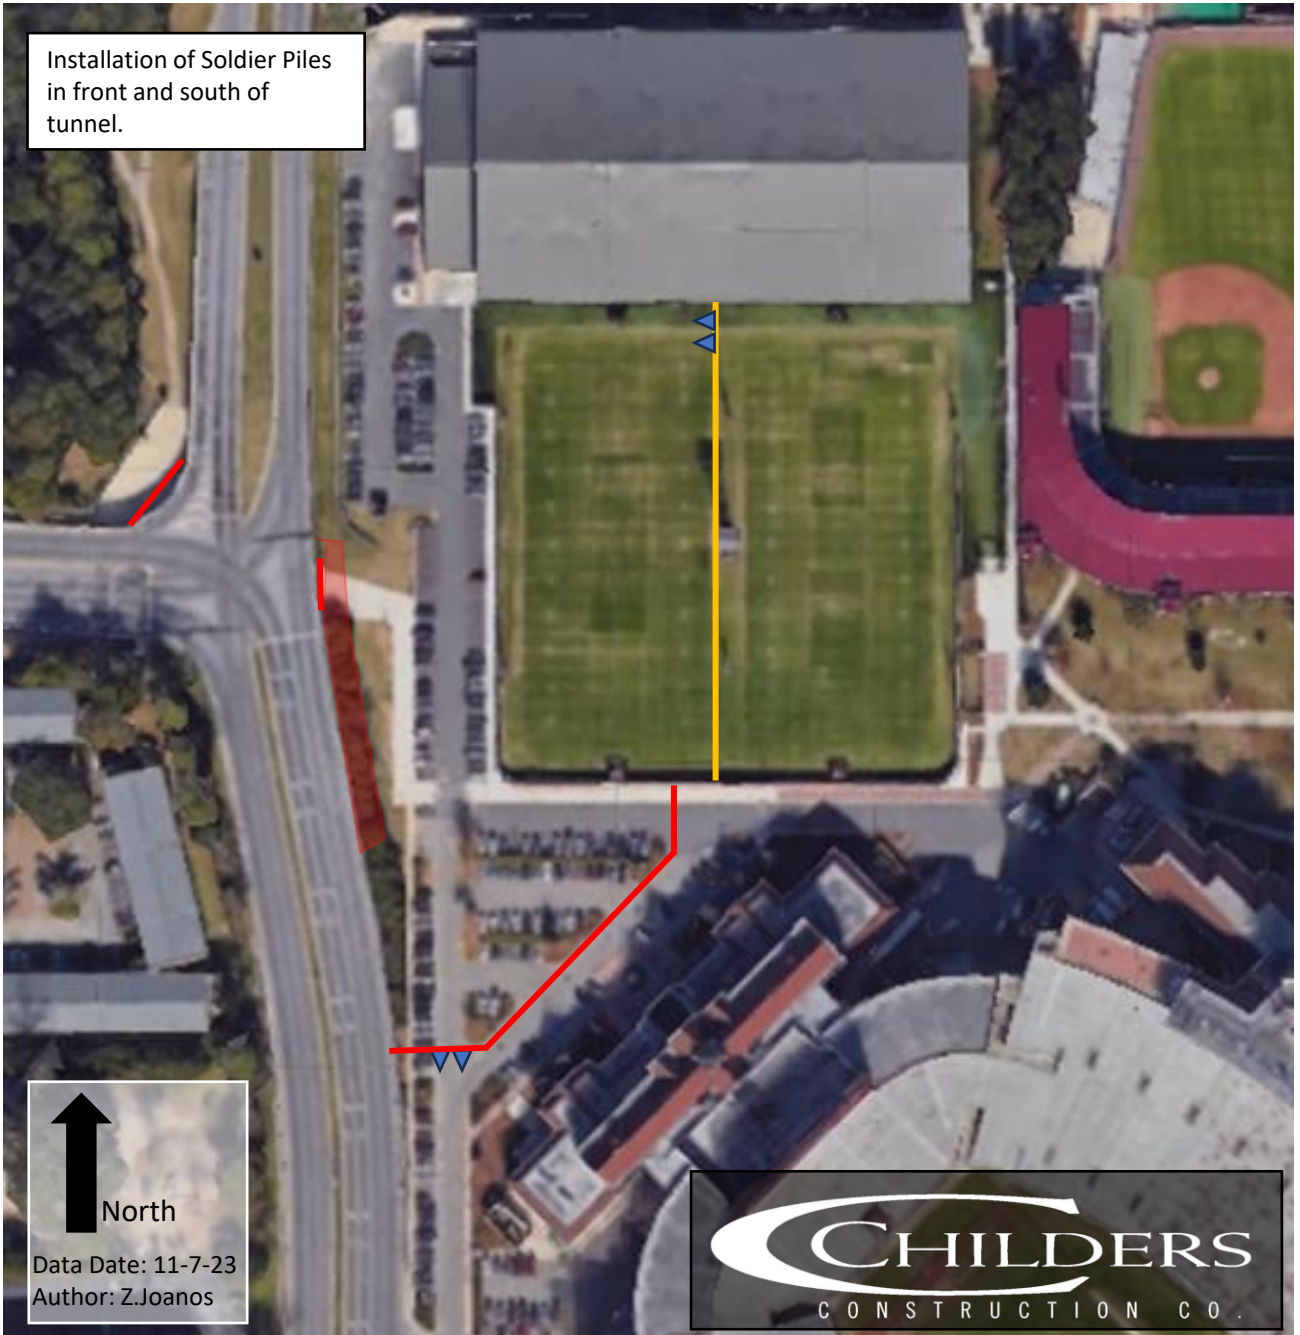 Installation of Soldier Piles
in front and south of
tunnel.
North
Data Date: 11-7-23
Author: Z.Joanos
CHILDERS
CONSTRUCTION CO.